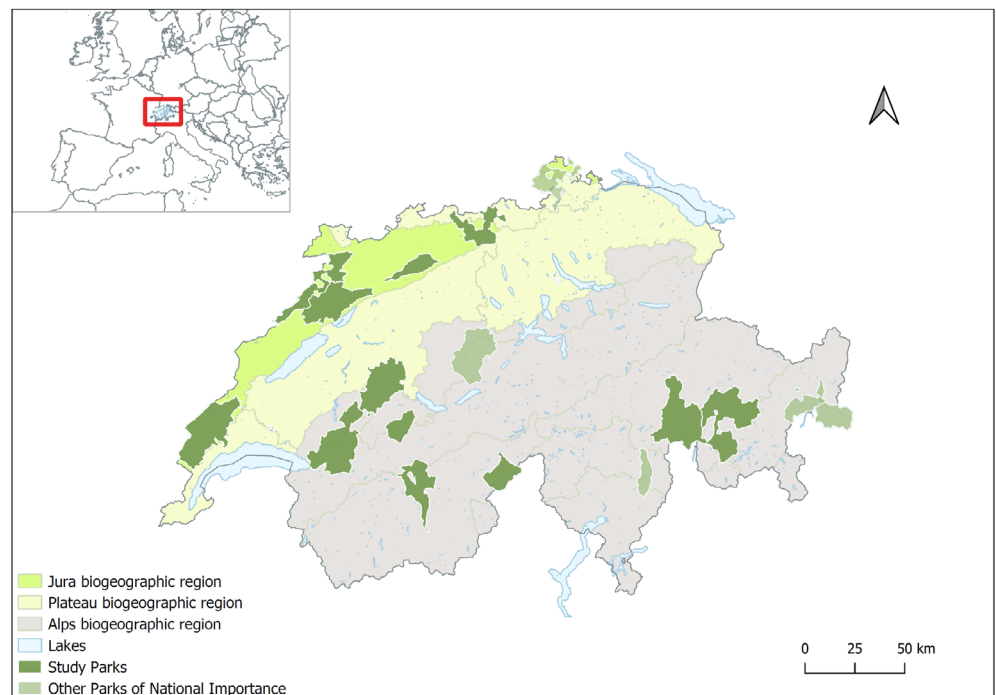 Jura biogeographic region
Plateau biogeographic region
Alps biogeographic region
Lakes
Study Parks
Other Parks of National Importance
0 25 50 km